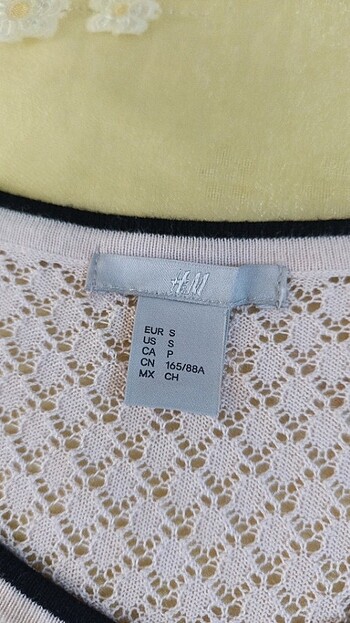 H&M
EUR S
US S
CA P
CN 165/88A
MX CH